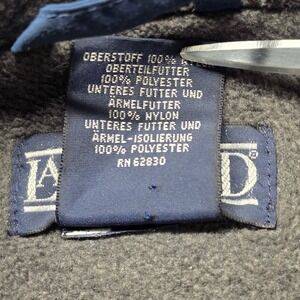 OBERSTOFF 100%
OBERTEILFUTTER
100% POLYESTER
UNTERES FUTTER UND
ÄRMELFUTTER
100% NYLON
UNTERES FUTTER UND
ÄRMEL-ISOLIERUNG
100% POLYESTER
RN 62830
LA D®